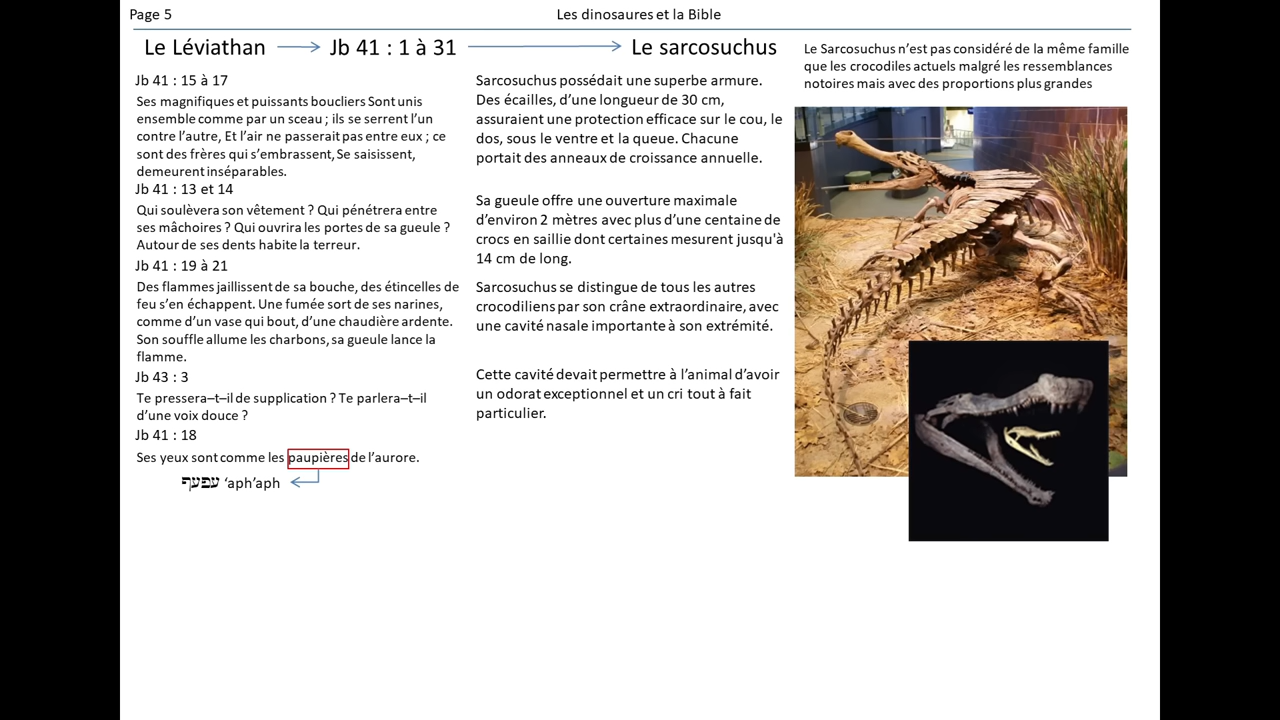 Page 5
Les dinosaures et la Bible
Le Léviathan
Jb 41 : 1 à 31
Le sarcosuchus
Jb 41 : 15 à 17
Ses magnifiques et puissants boucliers Sont unis
ensemble comme par un sceau ; ils se serrent l’un
contre l’autre, Et l’air ne passerait pas entre eux ; ce
sont des frères qui s’embrassent, Se saisissent,
demeurent inséparables.
Jb 41 : 13 et 14
Qui soulèvera son vêtement ? Qui pénétrera entre
ses mâchoires ? Qui ouvrira les portes de sa gueule ?
Autour de ses dents habite la terreur.
Jb 41 : 19 à 21
Des flammes jaillissent de sa bouche, des étincelles de
feu s’en échappent. Une fumée sort de ses narines,
comme d’un vase qui bout, d’une chaudière ardente.
Son souffle allume les charbons, sa gueule lance la
flamme.
Jb 43 : 3
Te pressera–t–il de supplication ? Te parlera–t–il
d’une voix douce ?
Jb 41 : 18
Ses yeux sont comme les paupières de l’aurore.
עפעף ‘aph’aph
Sarcosuchus possédait une superbe armure.
Des écailles, d’une longueur de 30 cm,
assuraient une protection efficace sur le cou, le
dos, sous le ventre et la queue. Chacune
portait des anneaux de croissance annuelle.
Sa gueule offre une ouverture maximale
d’environ 2 mètres avec plus d’une centaine de
crocs en saillie dont certaines mesurent jusqu'à
14 cm de long.
Sarcosuchus se distingue de tous les autres
crocodiliens par son crâne extraordinaire, avec
une cavité nasale importante à son extrémité.
Cette cavité devait permettre à l’animal d’avoir
un odorat exceptionnel et un cri tout à fait
particulier.
Le Sarcosuchus n’est pas considéré de la même famille
que les crocodiles actuels malgré les ressemblances
notoires mais avec des proportions plus grandes